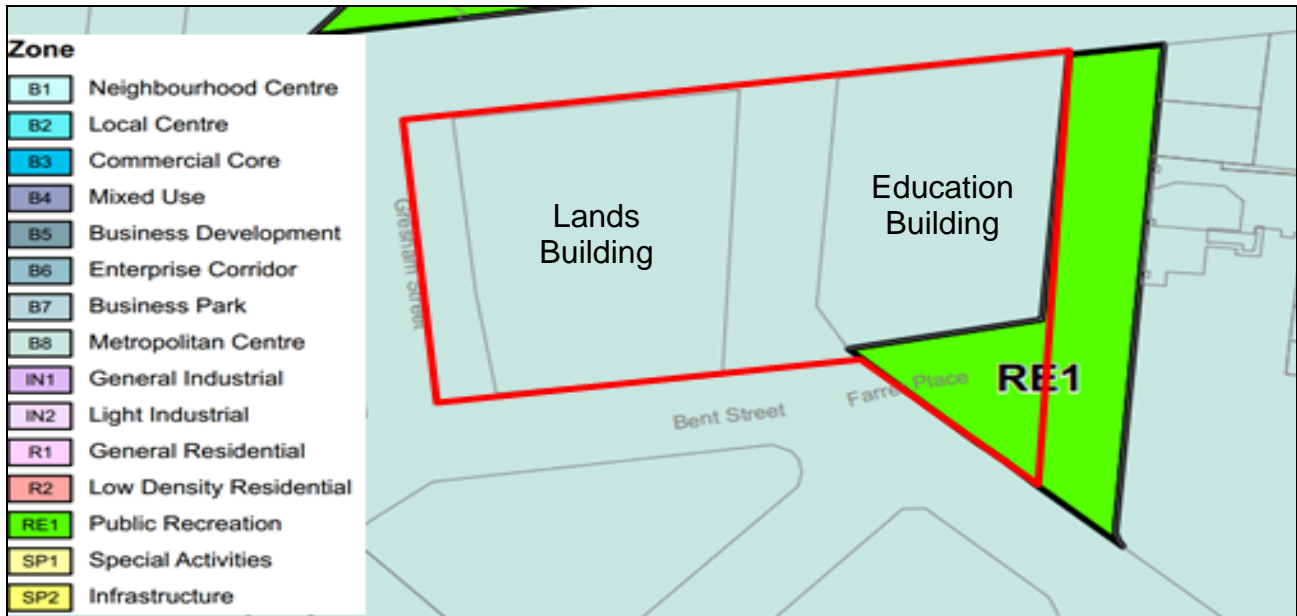 Zone
B1 Neighbourhood Centre
B2 Local Centre
B3 Commercial Core
B4 Mixed Use
B5 Business Development
B6 Enterprise Corridor
B7 Business Park
B8 Metropolitan Centre
IN1 General Industrial
IN2 Light Industrial
R1 General Residential
R2 Low Density Residential
RE1 Public Recreation
SP1 Special Activities
SP2 Infrastructure
Gresham Street
Lands
Building
Education
Building
RE1
Farrer Place
Bent Street